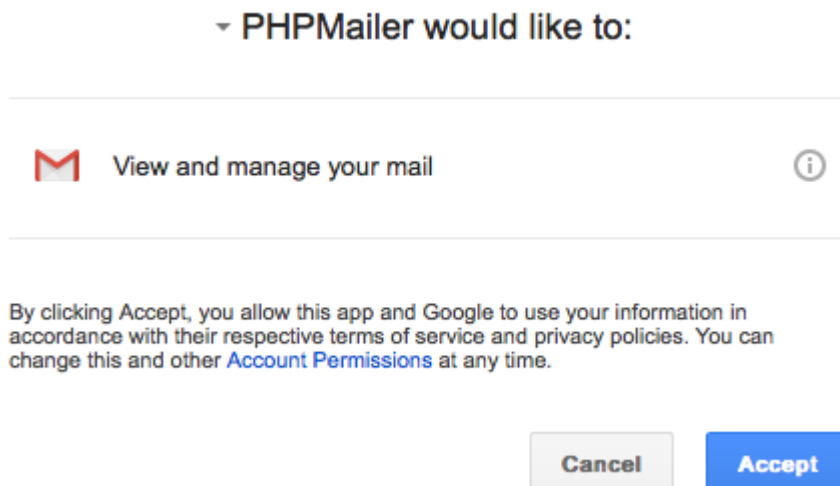 PHPMailer would like to:
View and manage your mail
By clicking Accept, you allow this app and Google to use your information in
accordance with their respective terms of service and privacy policies. You can
change this and other Account Permissions at any time.
Cancel
Accept